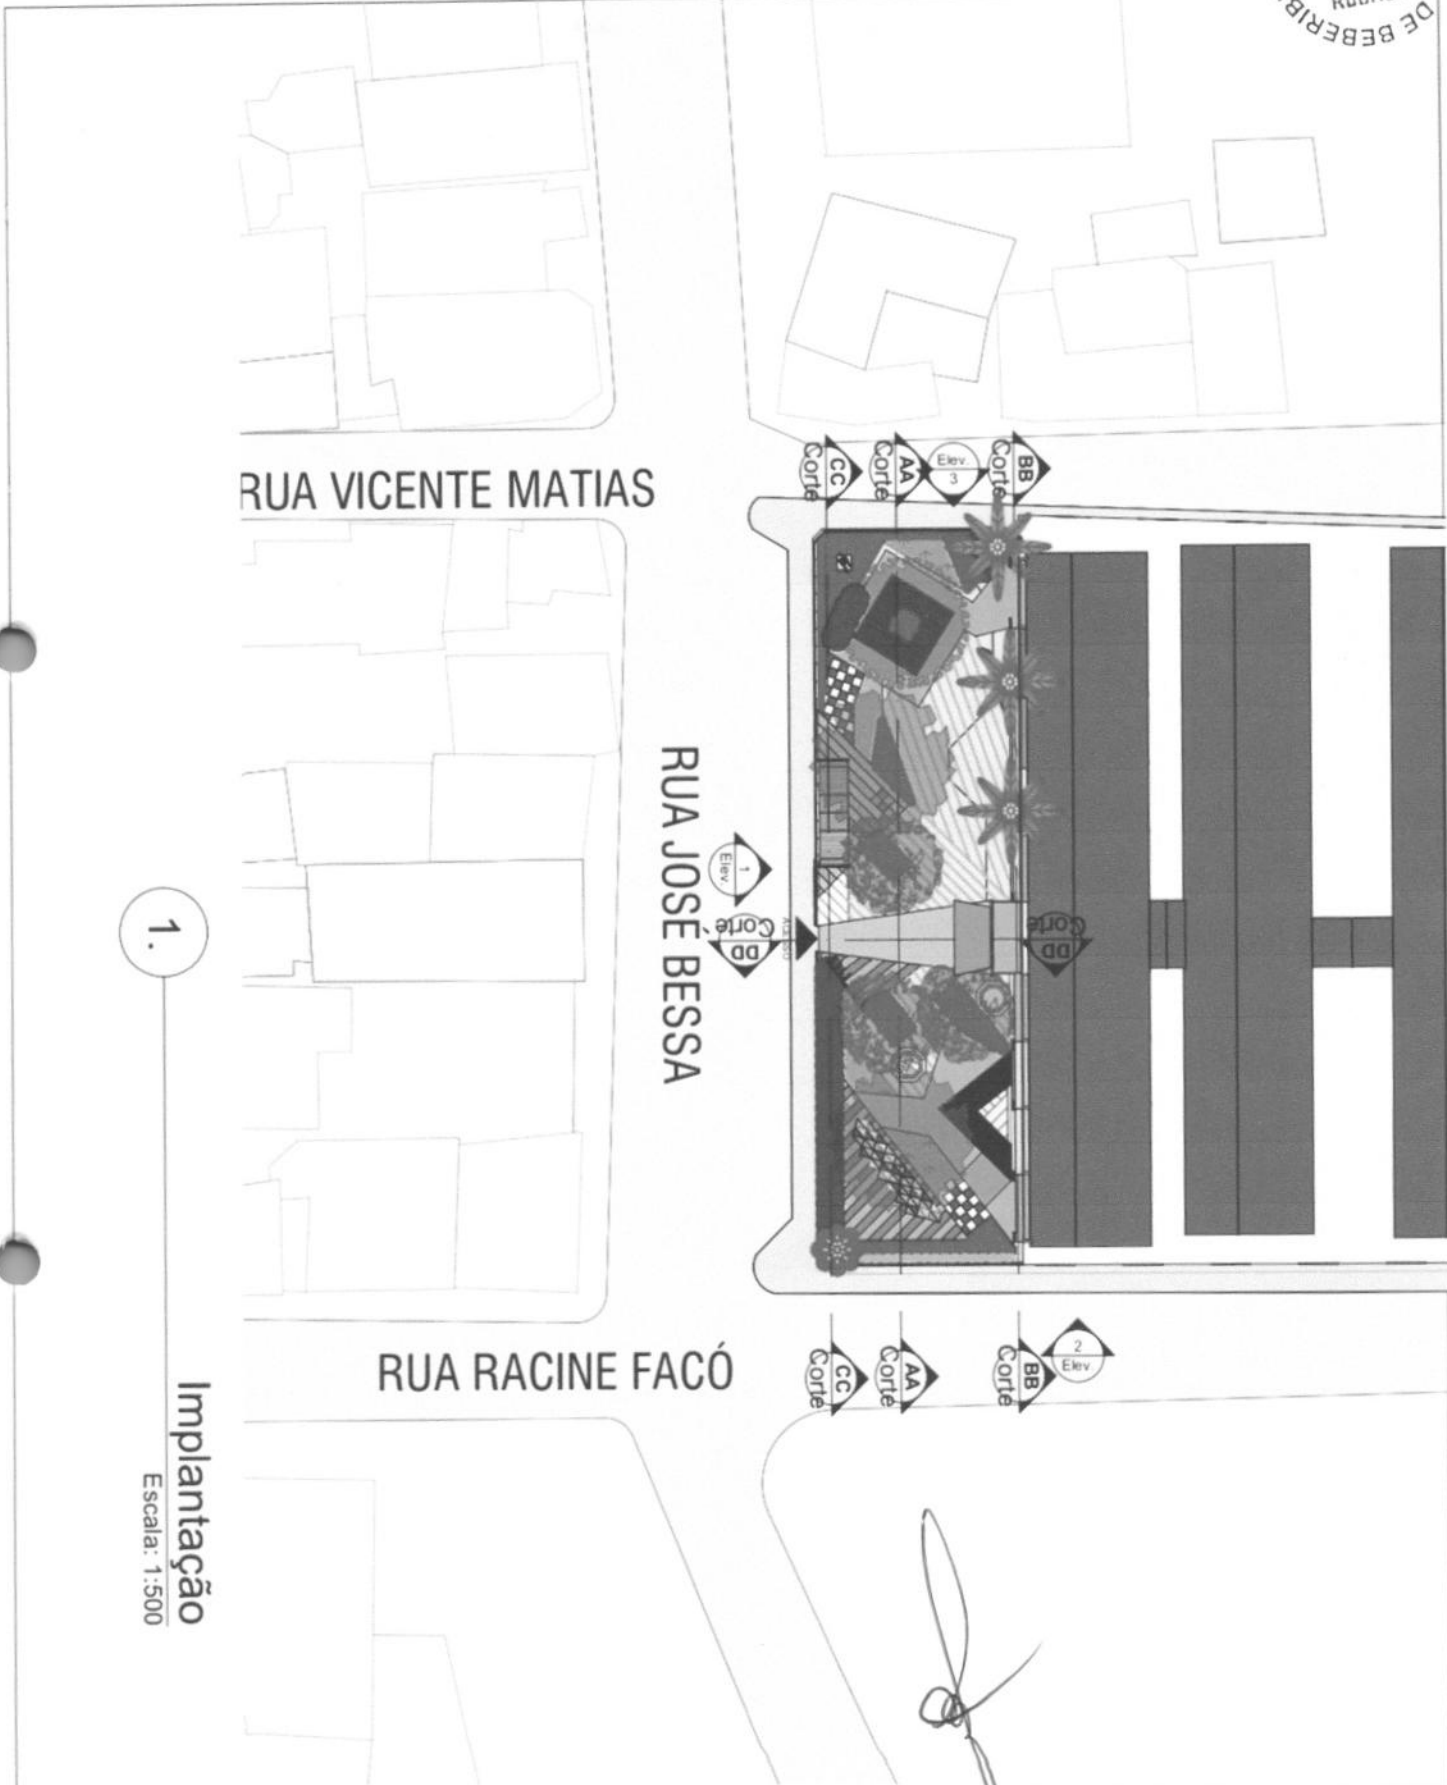 DE BEBERIB
RUA VICENTE MATIAS
CC
Corte
AA
Corte
Elev.
3
BB
Corte
RUA JOSÉ BESSA
1
Elev.
DD
Corte
Acesso
DD
Corte
RUA RACINE FACÓ
CC
Corte
AA
Corte
BB
Corte
2
Elev.
1.
Implantação
Escala: 1:500